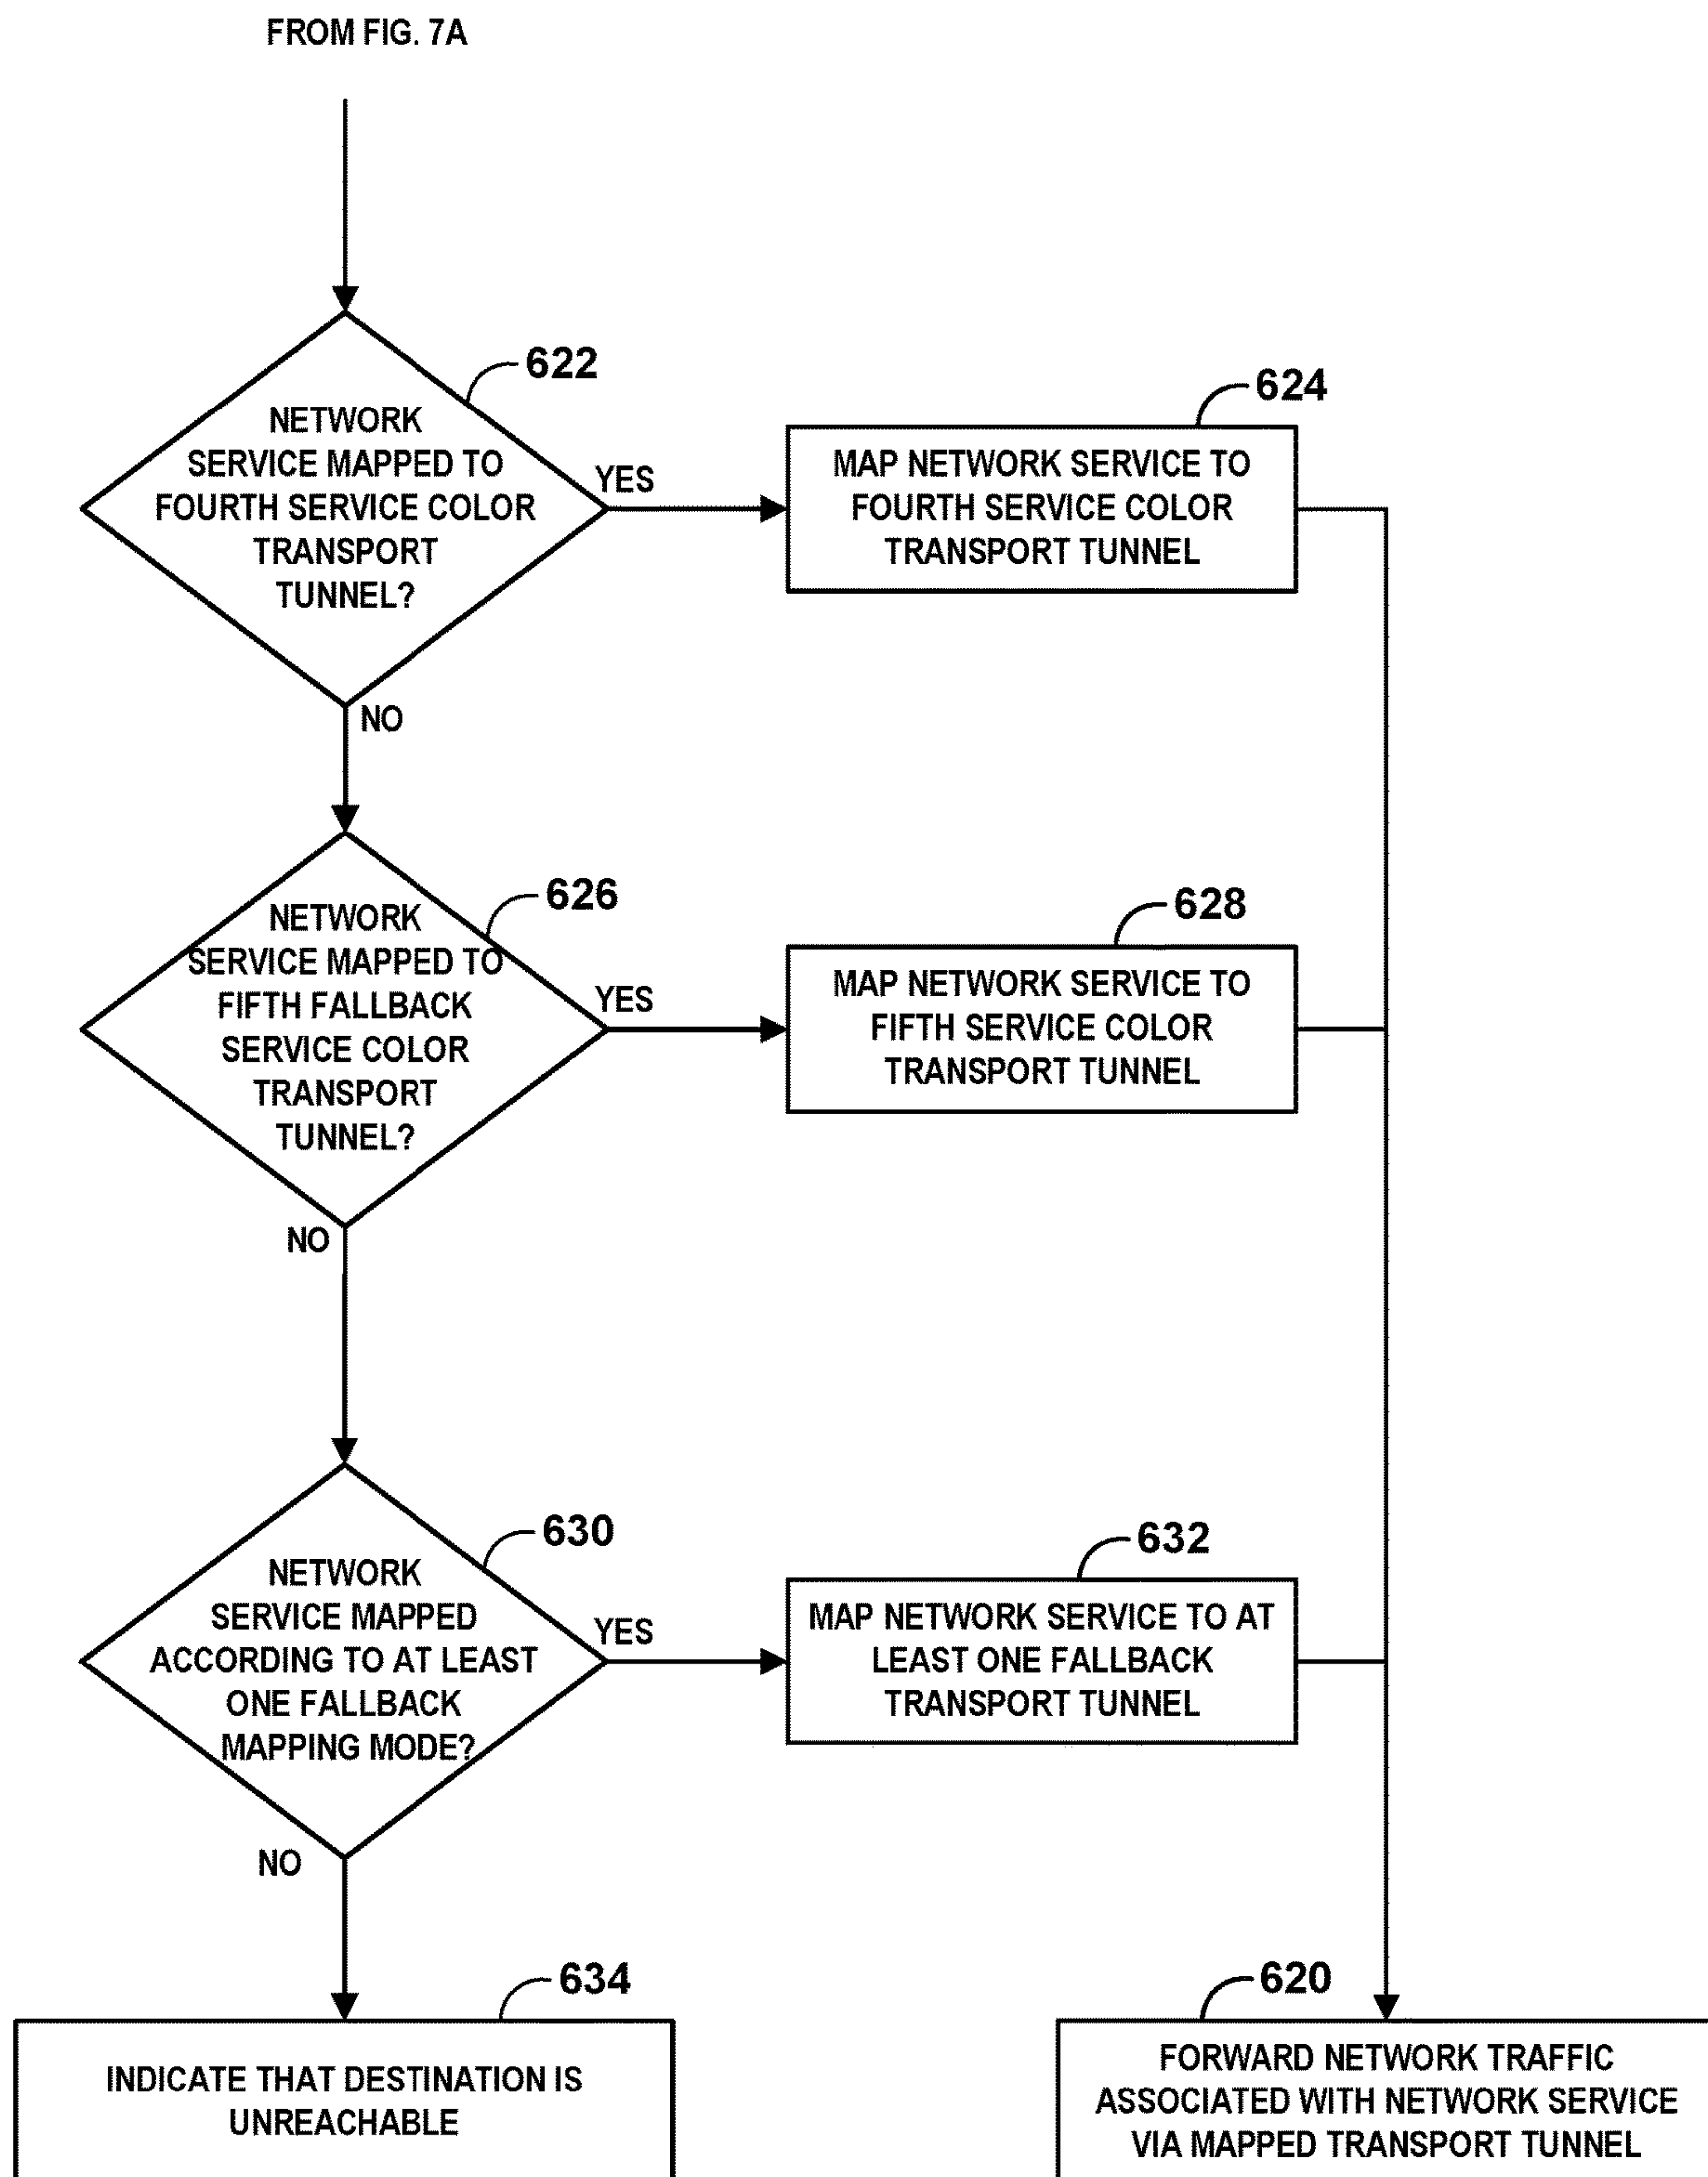 FROM FIG. 7A
622
NETWORK
SERVICE MAPPED TO
FOURTH SERVICE COLOR
TRANSPORT
TUNNEL?
YES
NO
624
MAP NETWORK SERVICE TO
FOURTH SERVICE COLOR
TRANSPORT TUNNEL
626
NETWORK
SERVICE MAPPED TO
FIFTH FALLBACK
SERVICE COLOR
TRANSPORT
TUNNEL?
YES
NO
628
MAP NETWORK SERVICE TO
FIFTH SERVICE COLOR
TRANSPORT TUNNEL
630
NETWORK
SERVICE MAPPED
ACCORDING TO AT LEAST
ONE FALLBACK
MAPPING MODE?
YES
NO
632
MAP NETWORK SERVICE TO AT
LEAST ONE FALLBACK
TRANSPORT TUNNEL
634
INDICATE THAT DESTINATION IS
UNREACHABLE
620
FORWARD NETWORK TRAFFIC
ASSOCIATED WITH NETWORK SERVICE
VIA MAPPED TRANSPORT TUNNEL